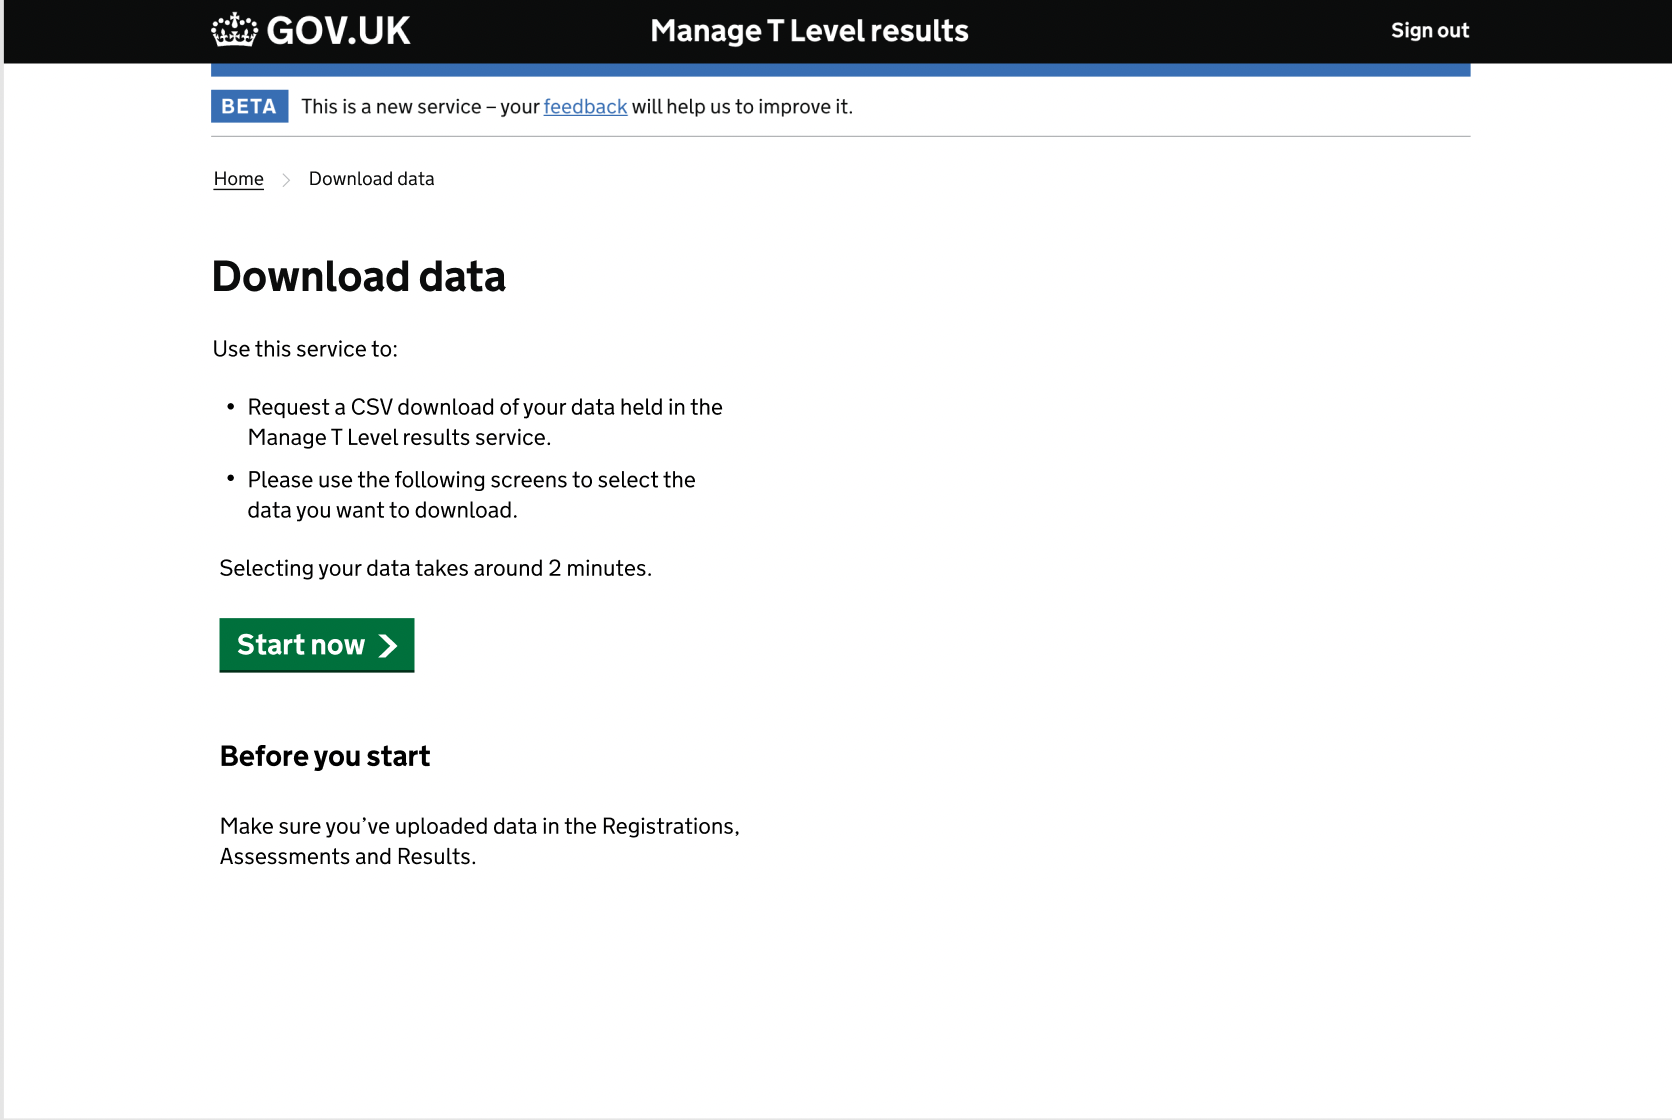 GOV.UK
Manage T Level results
Sign out
BETA
This is a new service – your feedback will help us to improve it.
Home
Download data
Download data
Use this service to:
• Request a CSV download of your data held in the
Manage T Level results service.
• Please use the following screens to select the
data you want to download.
Selecting your data takes around 2 minutes.
Start now
Before you start
Make sure you’ve uploaded data in the Registrations,
Assessments and Results.